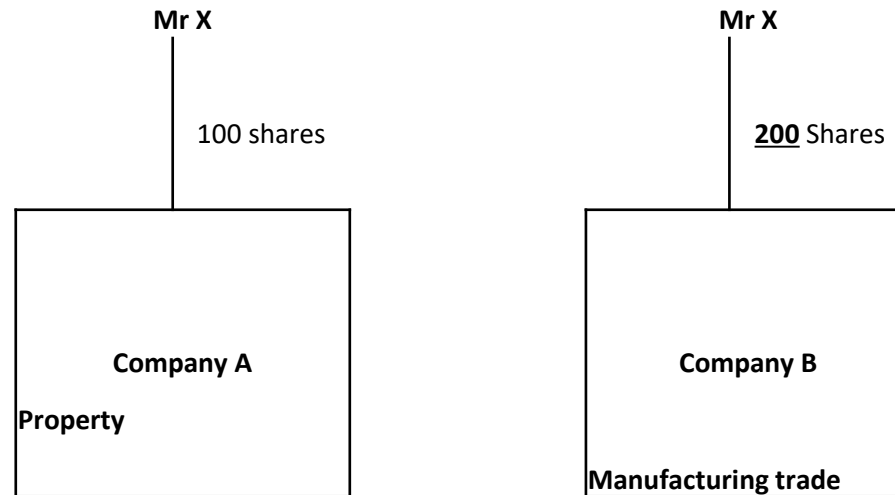 Mr X
Mr X
100 shares
200 Shares
Company A
Company B
Property
Manufacturing trade